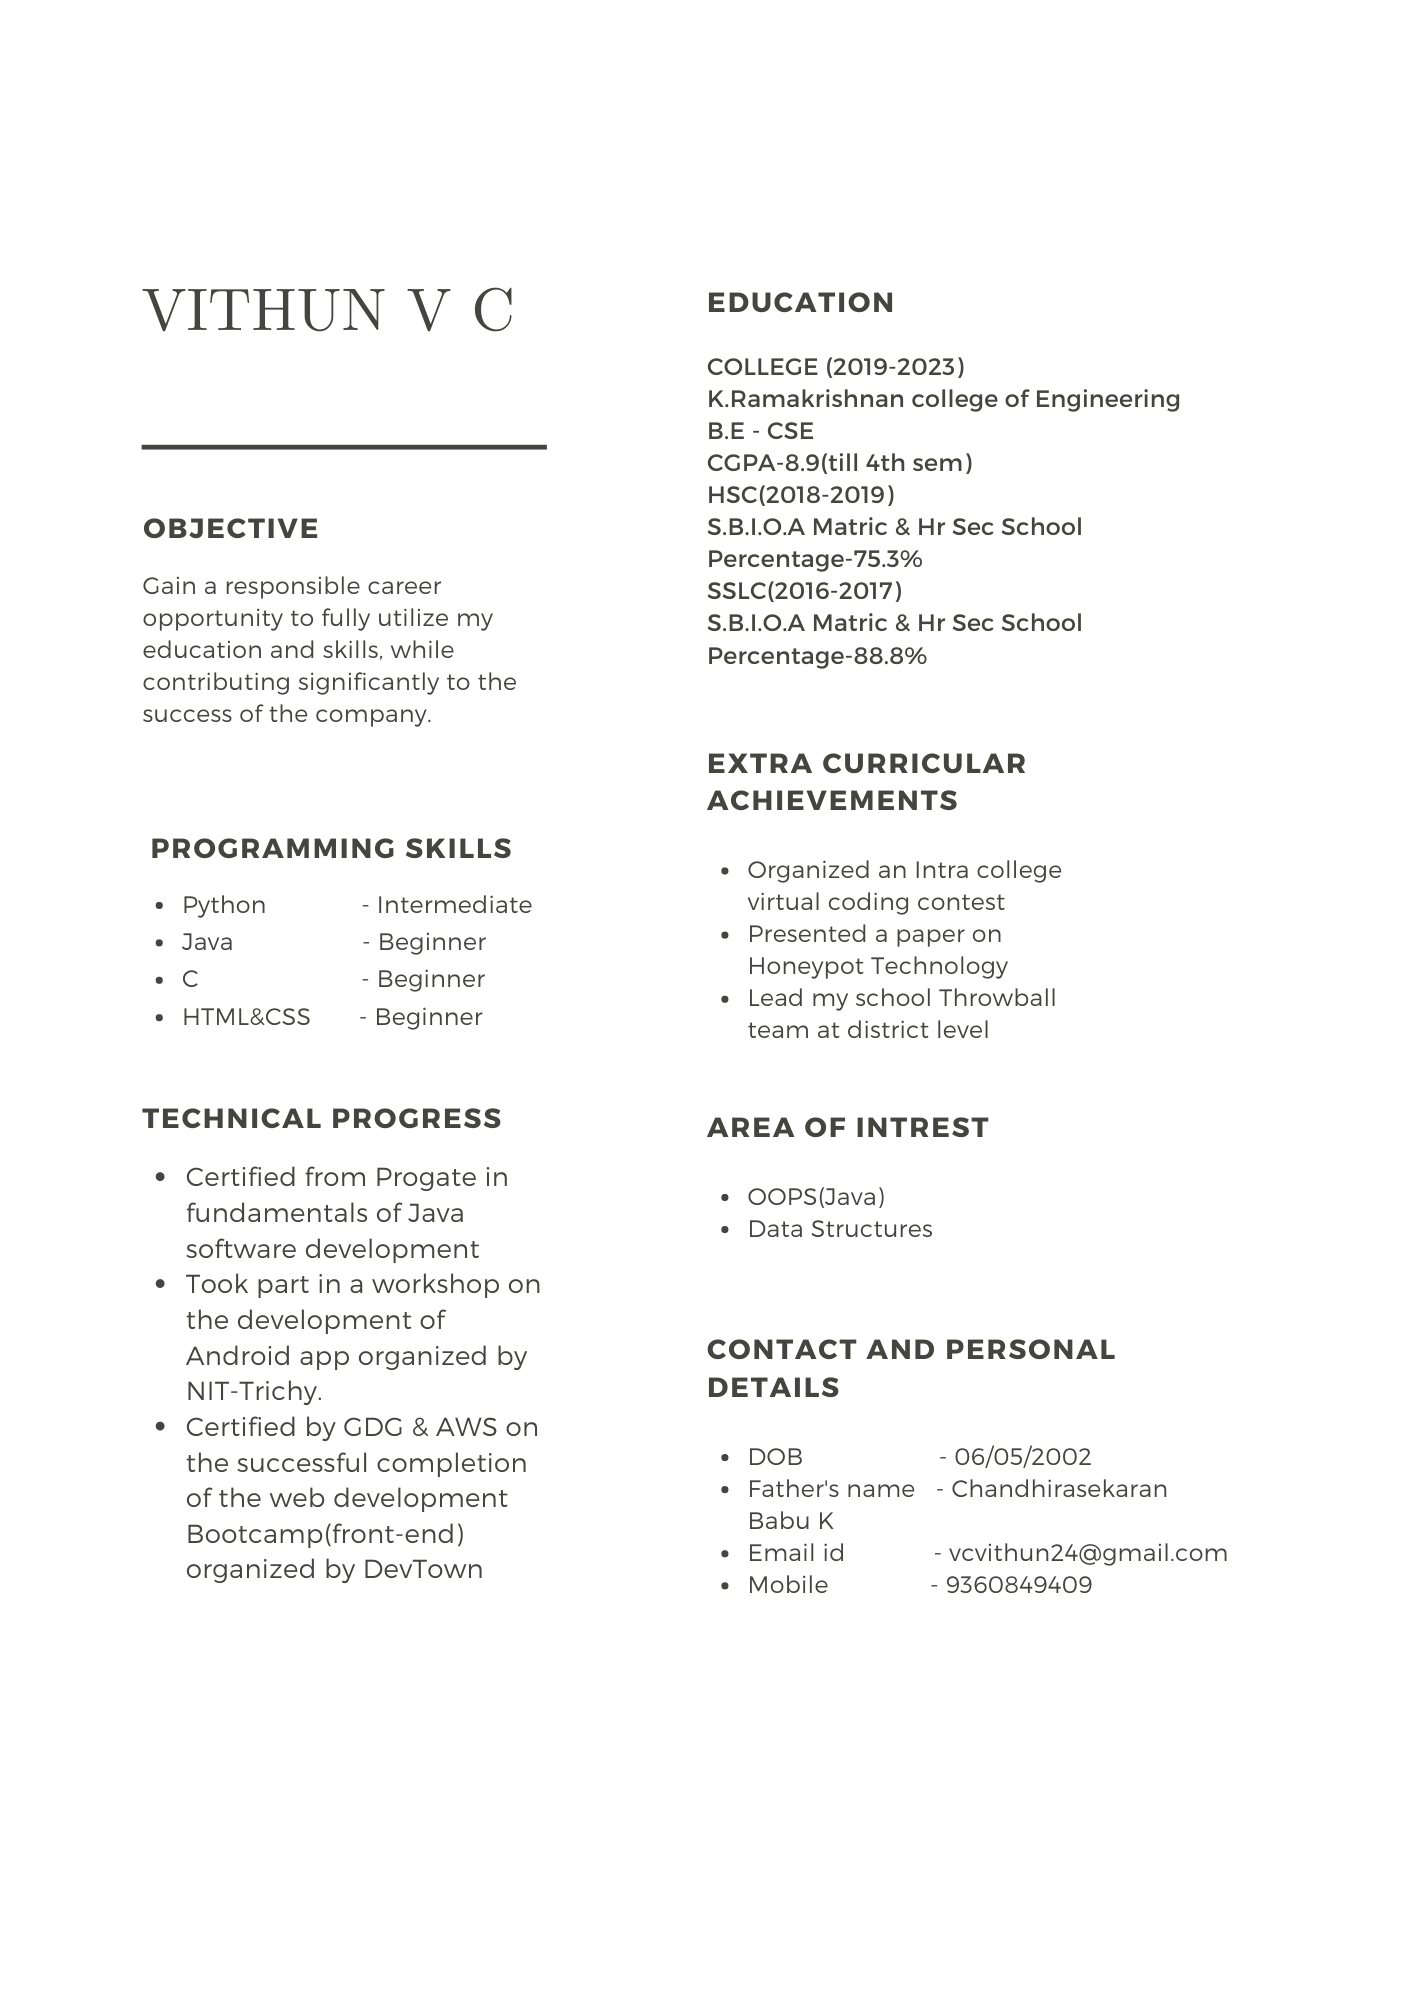 VITHUN V C
OBJECTIVE
Gain a responsible career
opportunity to fully utilize my
education and skills, while
contributing significantly to the
success of the company.
PROGRAMMING SKILLS
• Python - Intermediate
• Java - Beginner
• C - Beginner
• HTML&CSS - Beginner
TECHNICAL PROGRESS
• Certified from Progate in
fundamentals of Java
software development
• Took part in a workshop on
the development of
Android app organized by
NIT-Trichy.
• Certified by GDG & AWS on
the successful completion
of the web development
Bootcamp(front-end)
organized by DevTown
EDUCATION
COLLEGE (2019-2023)
K.Ramakrishnan college of Engineering
B.E - CSE
CGPA-8.9(till 4th sem)
HSC(2018-2019)
S.B.I.O.A Matric & Hr Sec School
Percentage-75.3%
SSLC(2016-2017)
S.B.I.O.A Matric & Hr Sec School
Percentage-88.8%
EXTRA CURRICULAR
ACHIEVEMENTS
• Organized an Intra college
virtual coding contest
• Presented a paper on
Honeypot Technology
• Lead my school Throwball
team at district level
AREA OF INTREST
• OOPS(Java)
• Data Structures
CONTACT AND PERSONAL
DETAILS
• DOB - 06/05/2002
• Father's name - Chandhirasekaran
Babu K
• Email id - vcvithun24@gmail.com
• Mobile - 9360849409